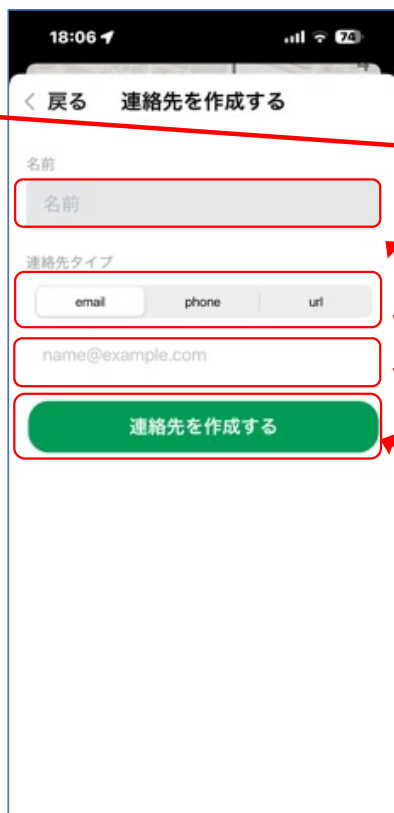 18:06
74
戻る 連絡先を作成する
名前
名前
連絡先タイプ
email phone url
name@example.com
連絡先を作成する